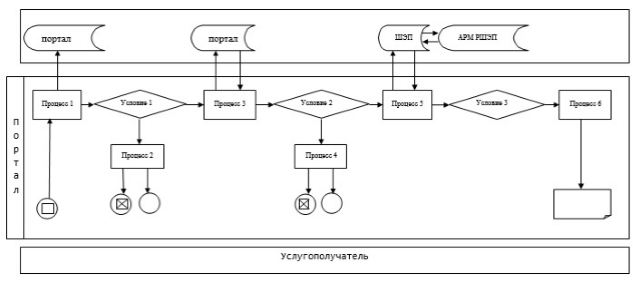 портал
портал
ШЭП
АРМ РШЭП
Процесс 1
Условие 1
Процесс 3
Условие 2
Процесс 5
Условие 3
Процесс 6
Процесс 2
Процесс 4
Портал
Услугополучатель